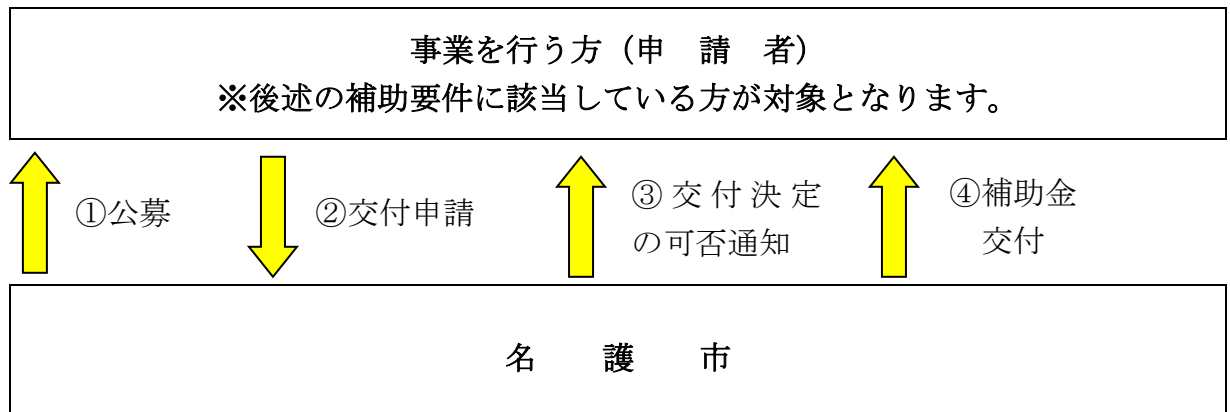 事業を行う方（申　請　者）
※後述の補助要件に該当している方が対象となります。
①公募
②交付申請
③交付決定
の可否通知
④補助金
交付
名　護　市